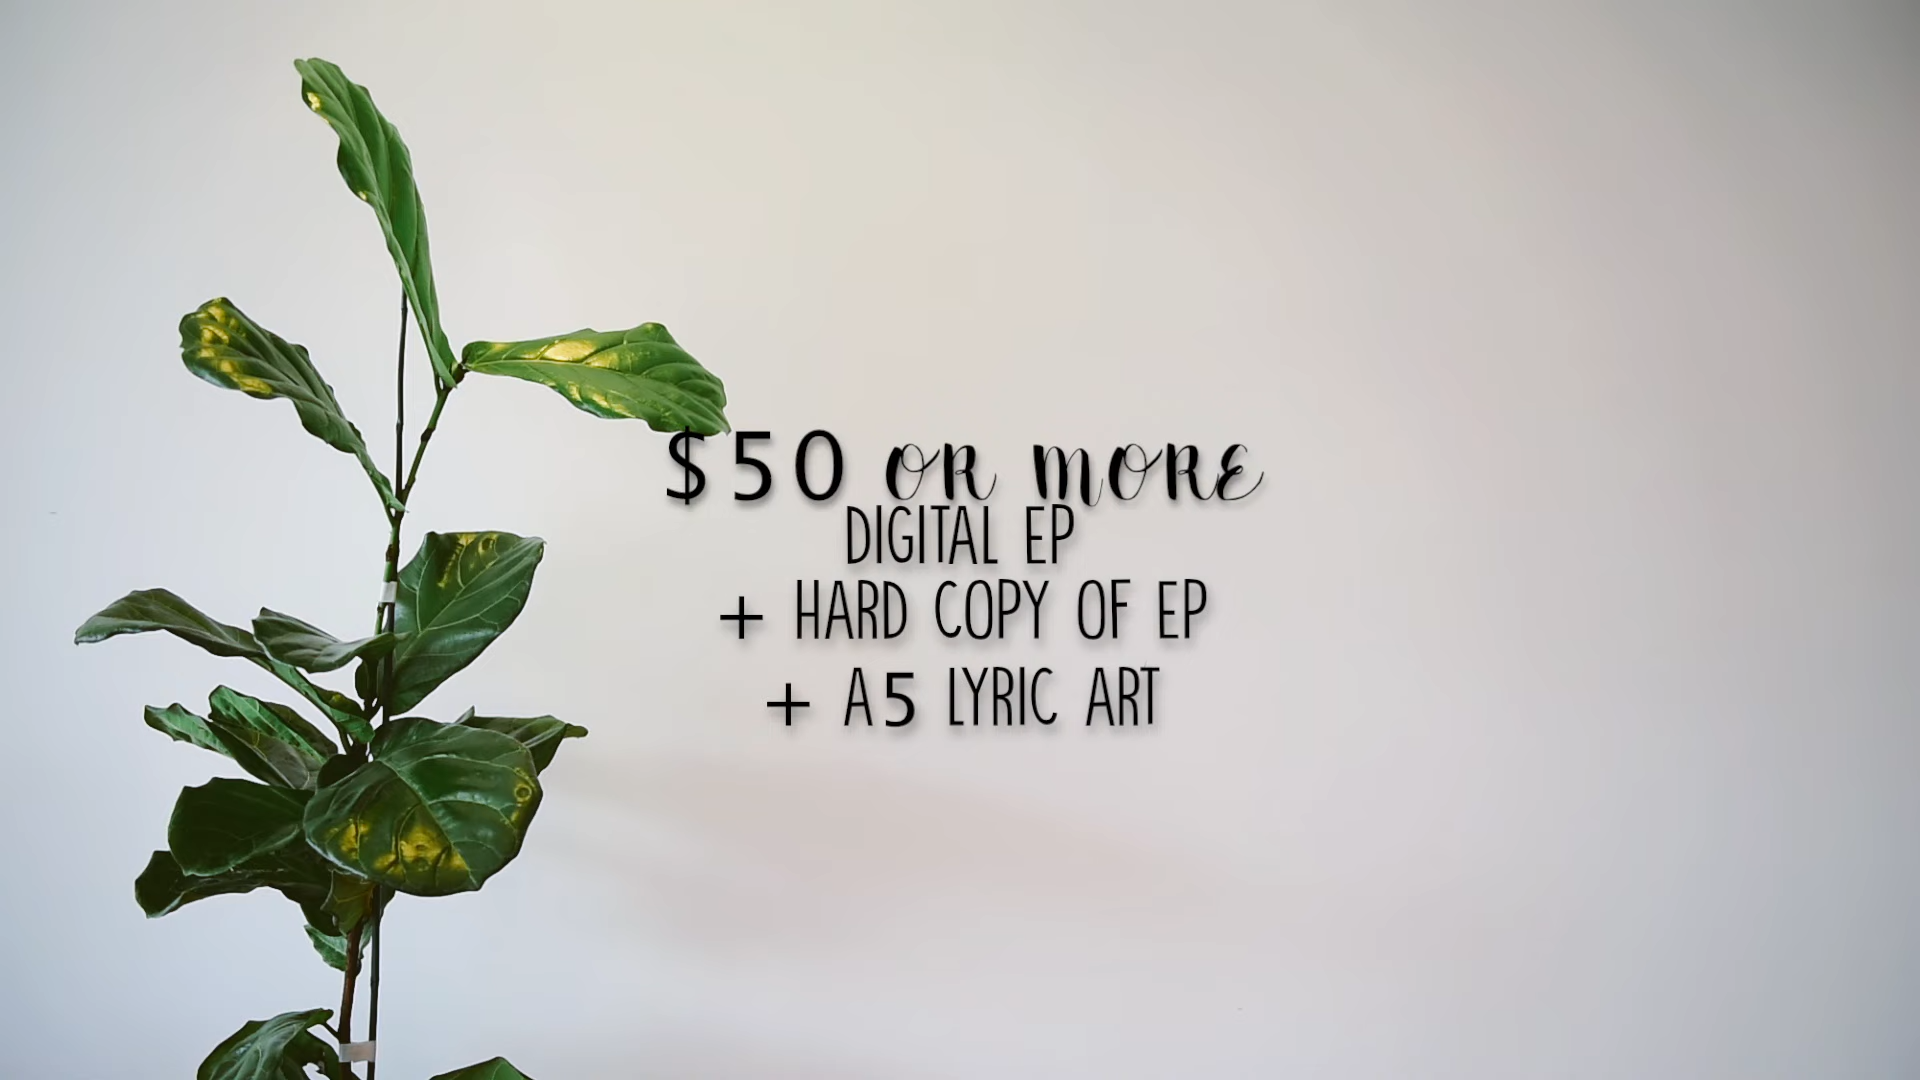 $50 OR MORE
DIGITAL EP
+ HARD COPY OF EP
+ A5 LYRIC ART